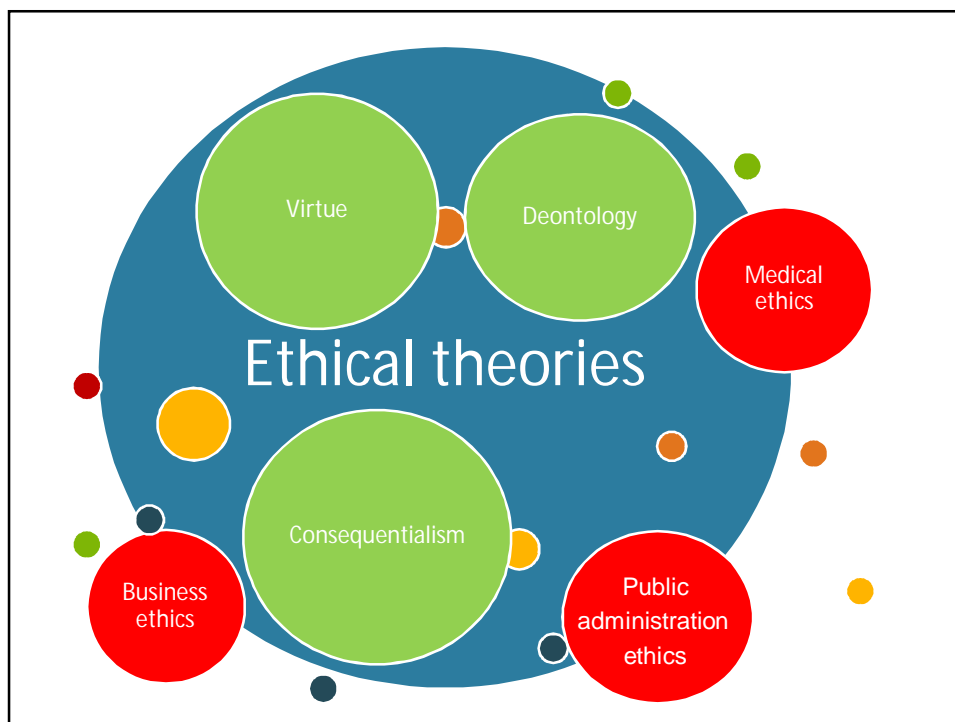 Virtue
Deontology
Medical
ethics
Ethical theories
Consequentialism
Business
ethics
Public
administration
ethics